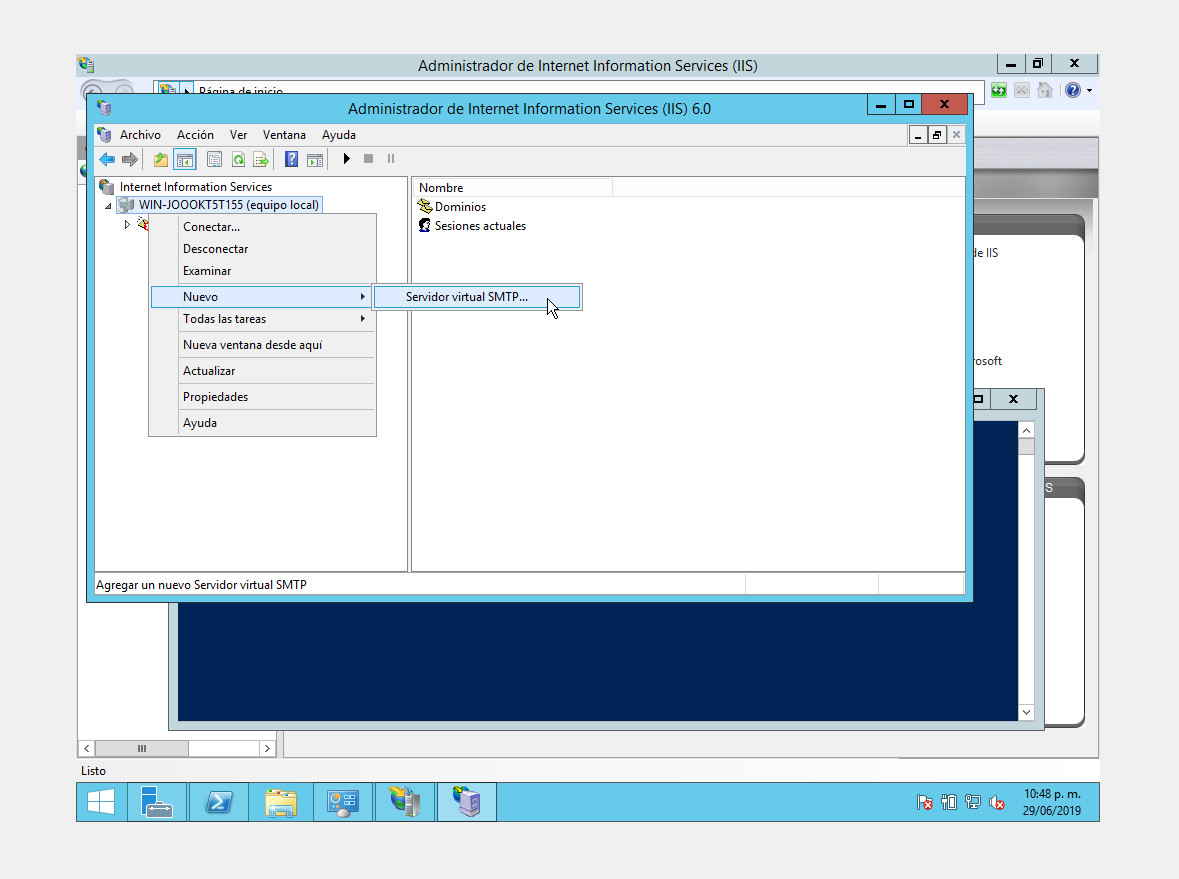 Administrador de Internet Information Services (IIS)
Página de inicio
Administrador de Internet Information Services (IIS) 6.0
Archivo Acción Ver Ventana Ayuda
Internet Information Services
WIN-JOOOKT5T155 (equipo local)
Nombre
Dominios
Sesiones actuales
Conectar...
Desconectar
Examinar
Nuevo
Servidor virtual SMTP...
Todas las tareas
Nueva ventana desde aquí
Actualizar
Propiedades
Ayuda
de IIS
rosoft
S
Agregar un nuevo Servidor virtual SMTP
Listo
10:48 p. m.
29/06/2019